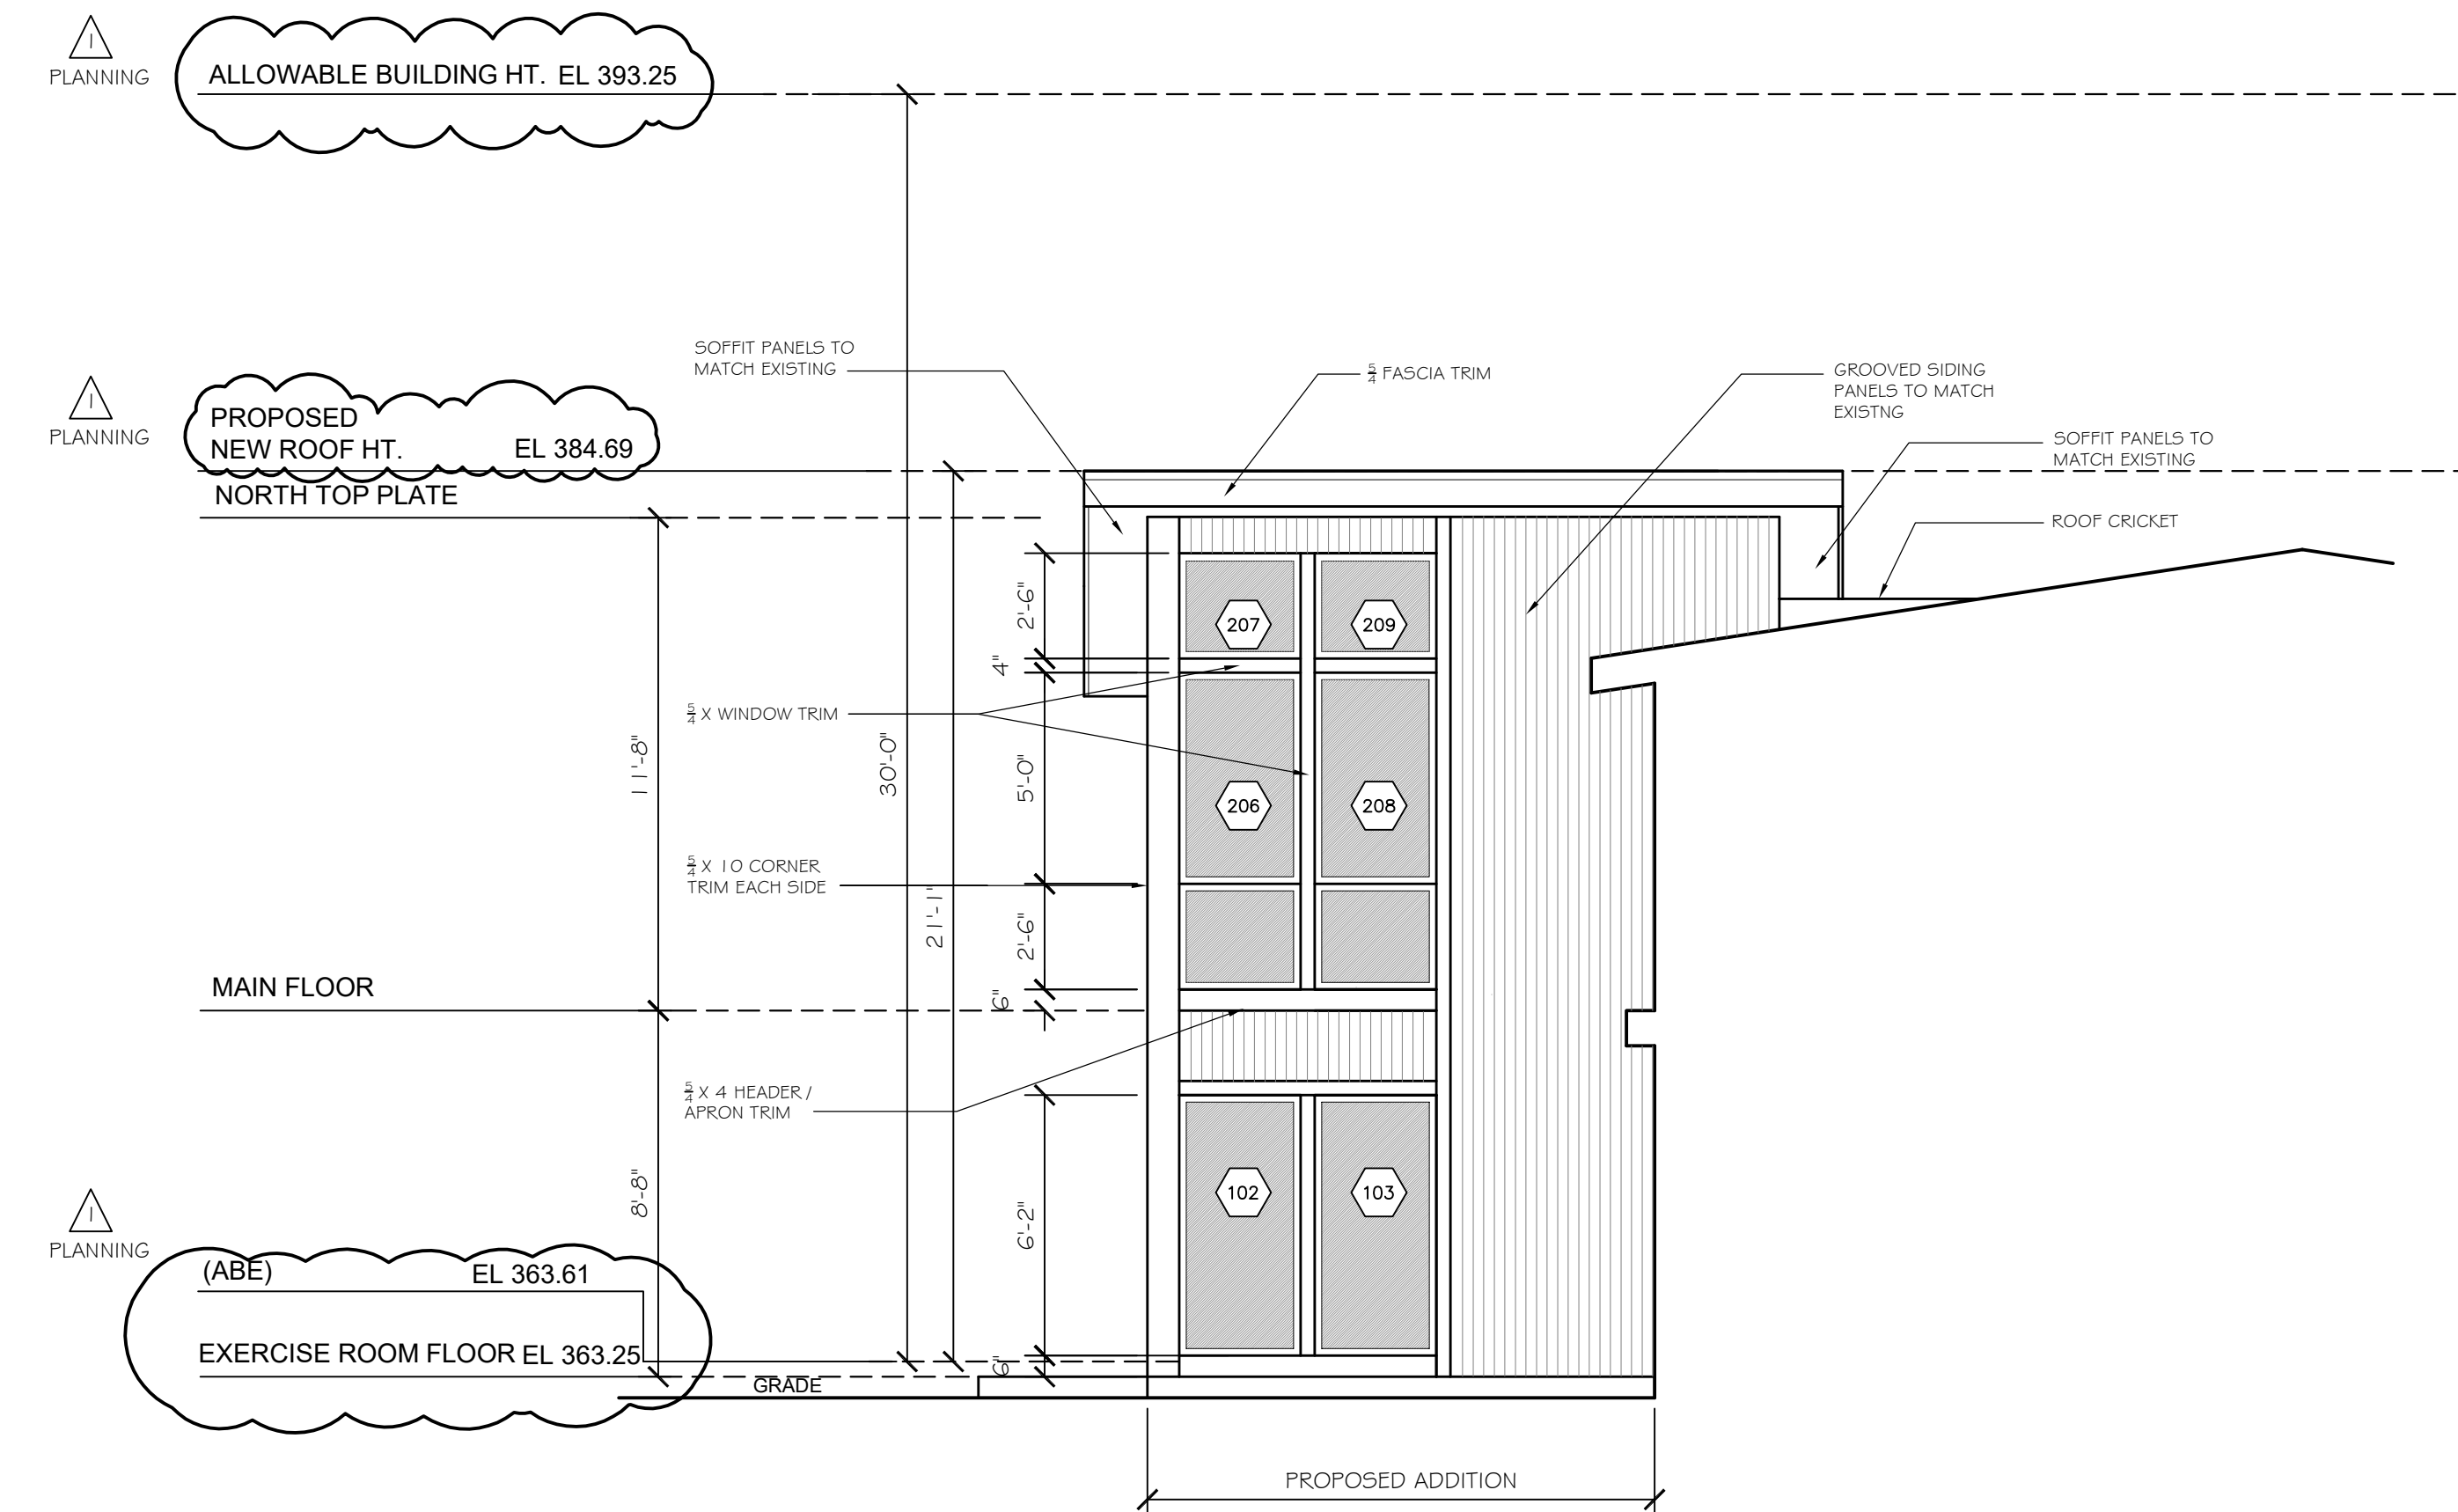 1
PLANNING
ALLOWABLE BUILDING HT. EL 393.25
SOFFIT PANELS TO
MATCH EXISTING
5/4 FASCIA TRIM
GROOVED SIDING
PANELS TO MATCH
EXISTNG
SOFFIT PANELS TO
MATCH EXISTING
ROOF CRICKET
1
PLANNING
PROPOSED
NEW ROOF HT. EL 384.69
NORTH TOP PLATE
2'-6"
207
209
4"
5/4 X WINDOW TRIM
11'-8"
30'-0"
5'-0"
206
208
5/4 X 10 CORNER
TRIM EACH SIDE
21'-1"
2'-6"
MAIN FLOOR
6"
5/4 X 4 HEADER /
APRON TRIM
8'-8"
6'-2"
102
103
1
PLANNING
(ABE) EL 363.61
EXERCISE ROOM FLOOR EL 363.25
6"
GRADE
PROPOSED ADDITION